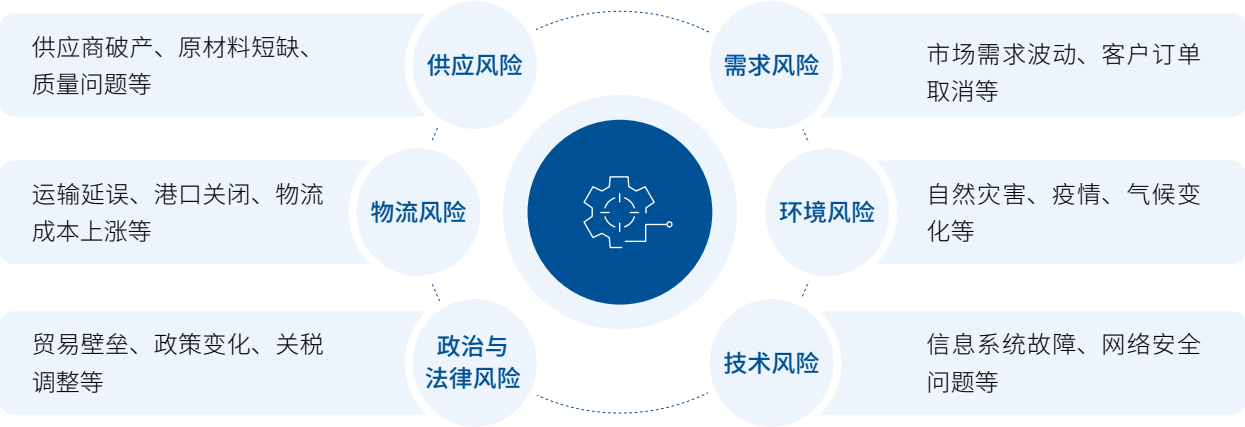 供应商破产、原材料短缺、
质量问题等
供应风险
需求风险
市场需求波动、客户订单
取消等
运输延误、港口关闭、物流
成本上涨等
物流风险
环境风险
自然灾害、疫情、气候变
化等
贸易壁垒、政策变化、关税
调整等
政治与
法律风险
技术风险
信息系统故障、网络安全
问题等